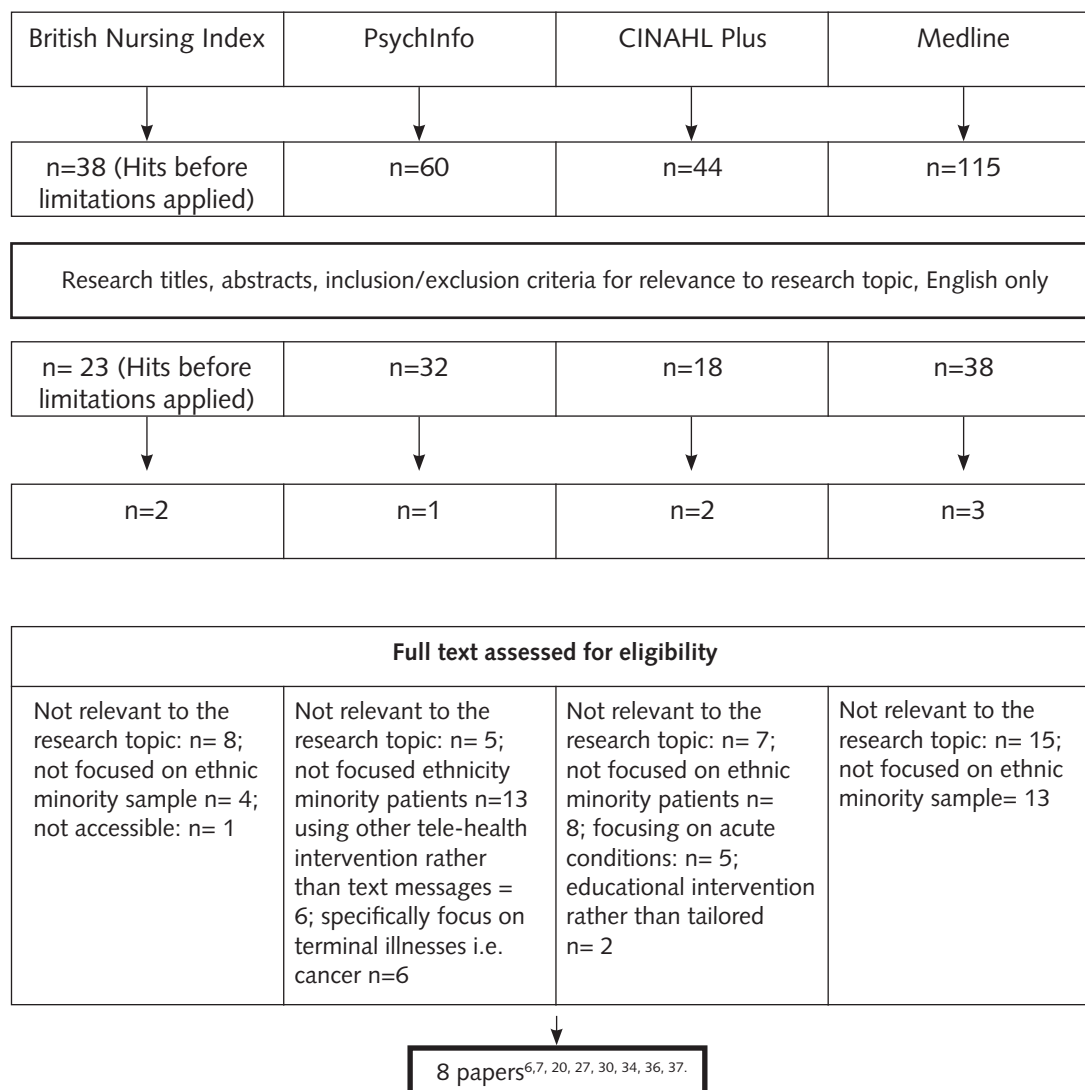 British Nursing Index
PsychInfo
CINAHL Plus
Medline
n=38 (Hits before
limitations applied)
n=60
n=44
n=115
Research titles, abstracts, inclusion/exclusion criteria for relevance to research topic, English only
n= 23 (Hits before
limitations applied)
n=32
n=18
n=38
n=2
n=1
n=2
n=3
Full text assessed for eligibility
Not relevant to the
research topic: n= 8;
not focused on ethnic
minority sample n= 4;
not accessible: n= 1
Not relevant to the
research topic: n= 5;
not focused ethnicity
minority patients n=13
using other tele-health
intervention rather
than text messages =
6; specifically focus on
terminal illnesses i.e.
cancer n=6
Not relevant to the
research topic: n= 7;
not focused on ethnic
minority patients n=
8; focusing on acute
conditions: n= 5;
educational intervention
rather than tailored
n= 2
Not relevant to the
research topic: n= 15;
not focused on ethnic
minority sample= 13
8 papers6,7, 20, 27, 30, 34, 36, 37.